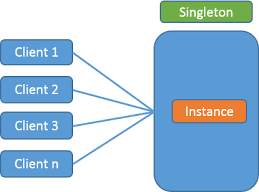 Singleton
Client 1
Client 2
Client 3
Client n
Instance